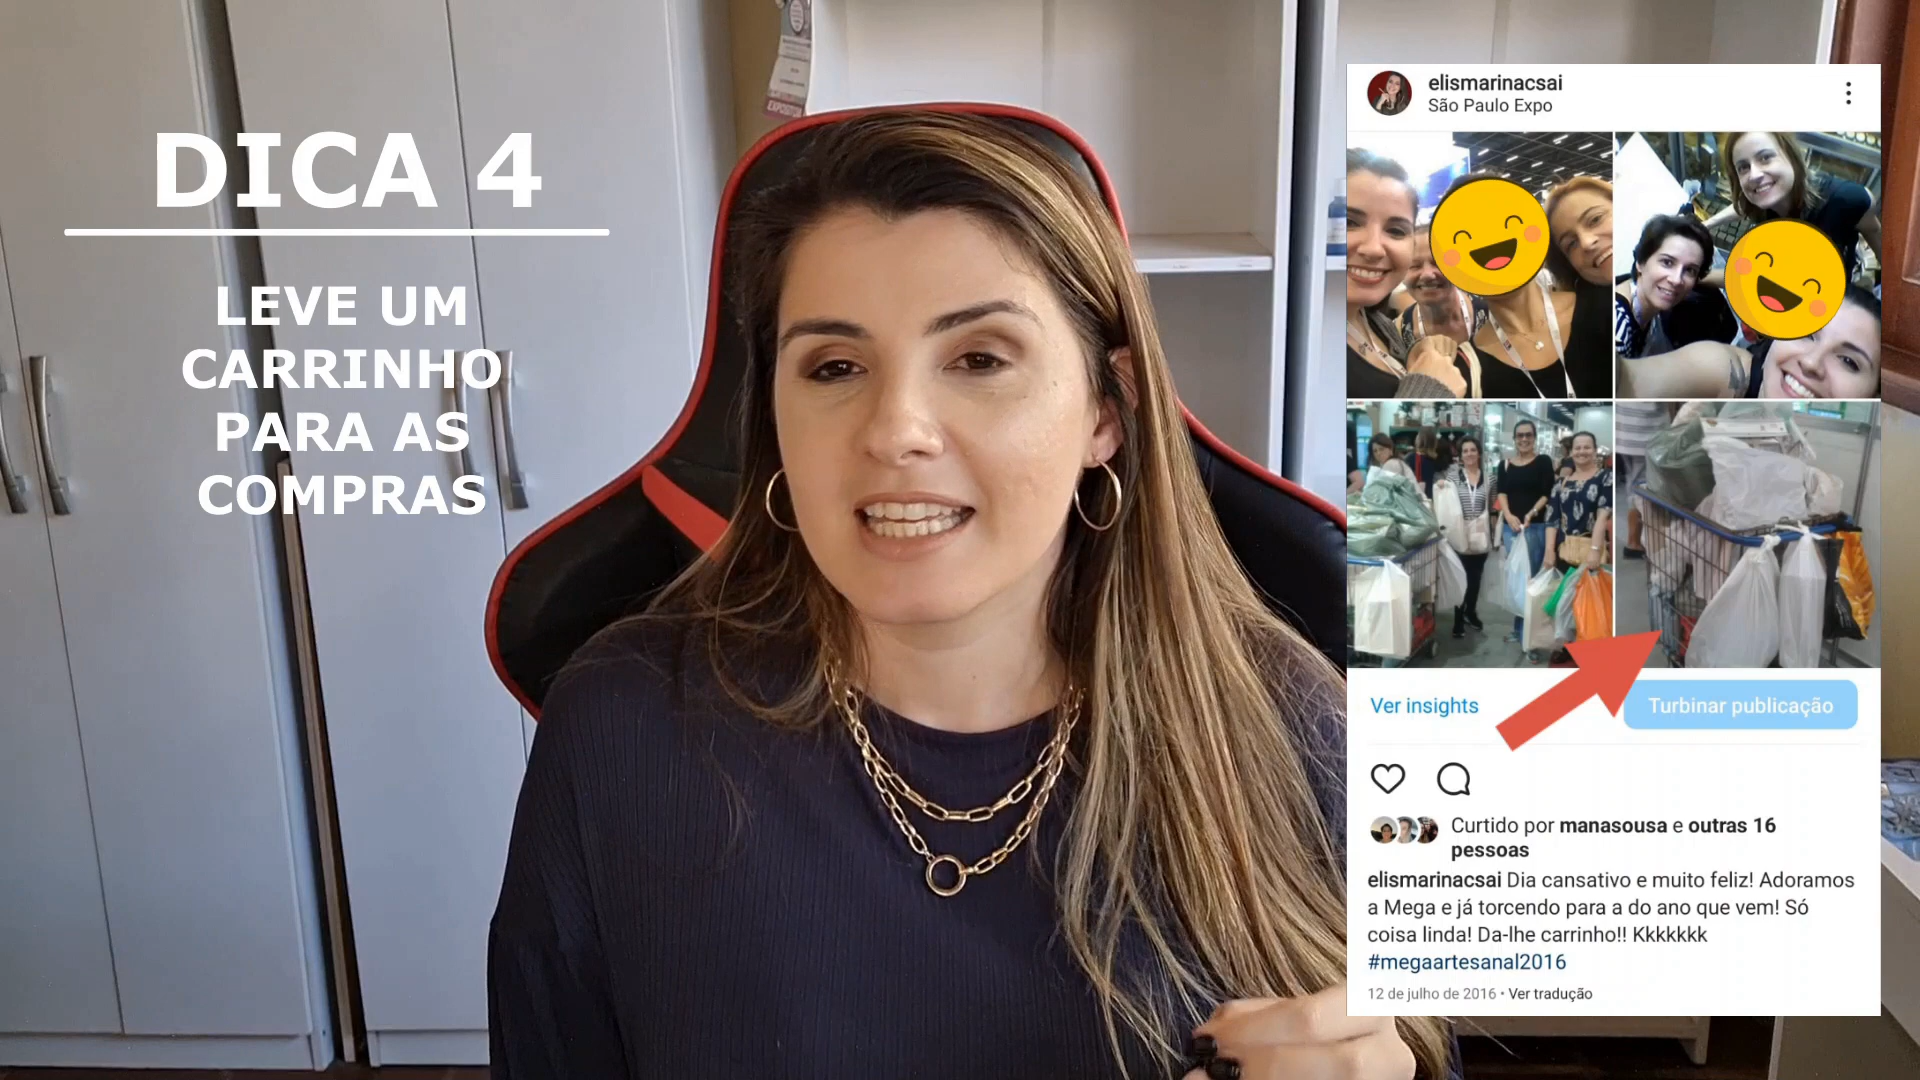 DICA 4
LEVE UM
CARRINHO
PARA AS
COMPRAS
elismarinacsai
São Paulo Expo
Ver insights
Turbinar publicação
Curtido por manasousa e outras 16
pessoas
elismarinacsai Dia cansativo e muito feliz! Adoramos
a Mega e já torcendo para a do ano que vem! Só
coisa linda! Da-lhe carrinho!! Kkkkkkk
#megaartesanal2016
12 de julho de 2016 • Ver tradução
EXPOSITOR